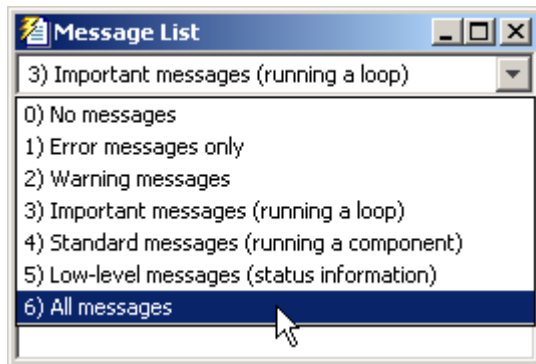 Message List
3) Important messages (running a loop)
0) No messages
1) Error messages only
2) Warning messages
3) Important messages (running a loop)
4) Standard messages (running a component)
5) Low-level messages (status information)
6) All messages